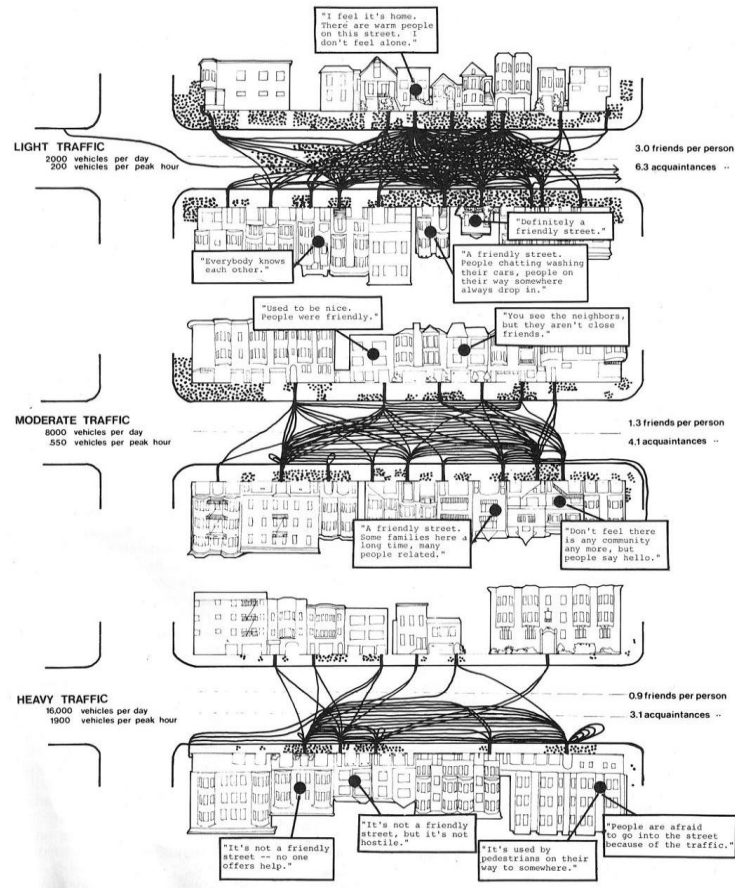 "I feel it's home.
There are warm people
on this street. I
don't feel alone."
LIGHT TRAFFIC
2000 vehicles per day
200 vehicles per peak hour
3.0 friends per person
6.3 acquaintances ··
"Everybody knows
each other."
"Definitely a
friendly street."
"A friendly street.
People chatting washing
their cars, people on
their way somewhere
always drop in."
"Used to be nice.
People were friendly."
"You see the neighbors,
but they aren't close
friends."
MODERATE TRAFFIC
8000 vehicles per day
550 vehicles per peak hour
1.3 friends per person
4.1 acquaintances ··
"A friendly street.
Some families here a
long time, many
people related."
"Don't feel there
is any community
any more, but
people say hello."
HEAVY TRAFFIC
16,000 vehicles per day
1900 vehicles per peak hour
0.9 friends per person
3.1 acquaintances ··
"It's not a friendly
street -- no one
offers help."
"It's not a friendly
street, but it's not
hostile."
"It's used by
pedestrians on their
way to somewhere."
"People are afraid
to go into the street
because of the traffic."